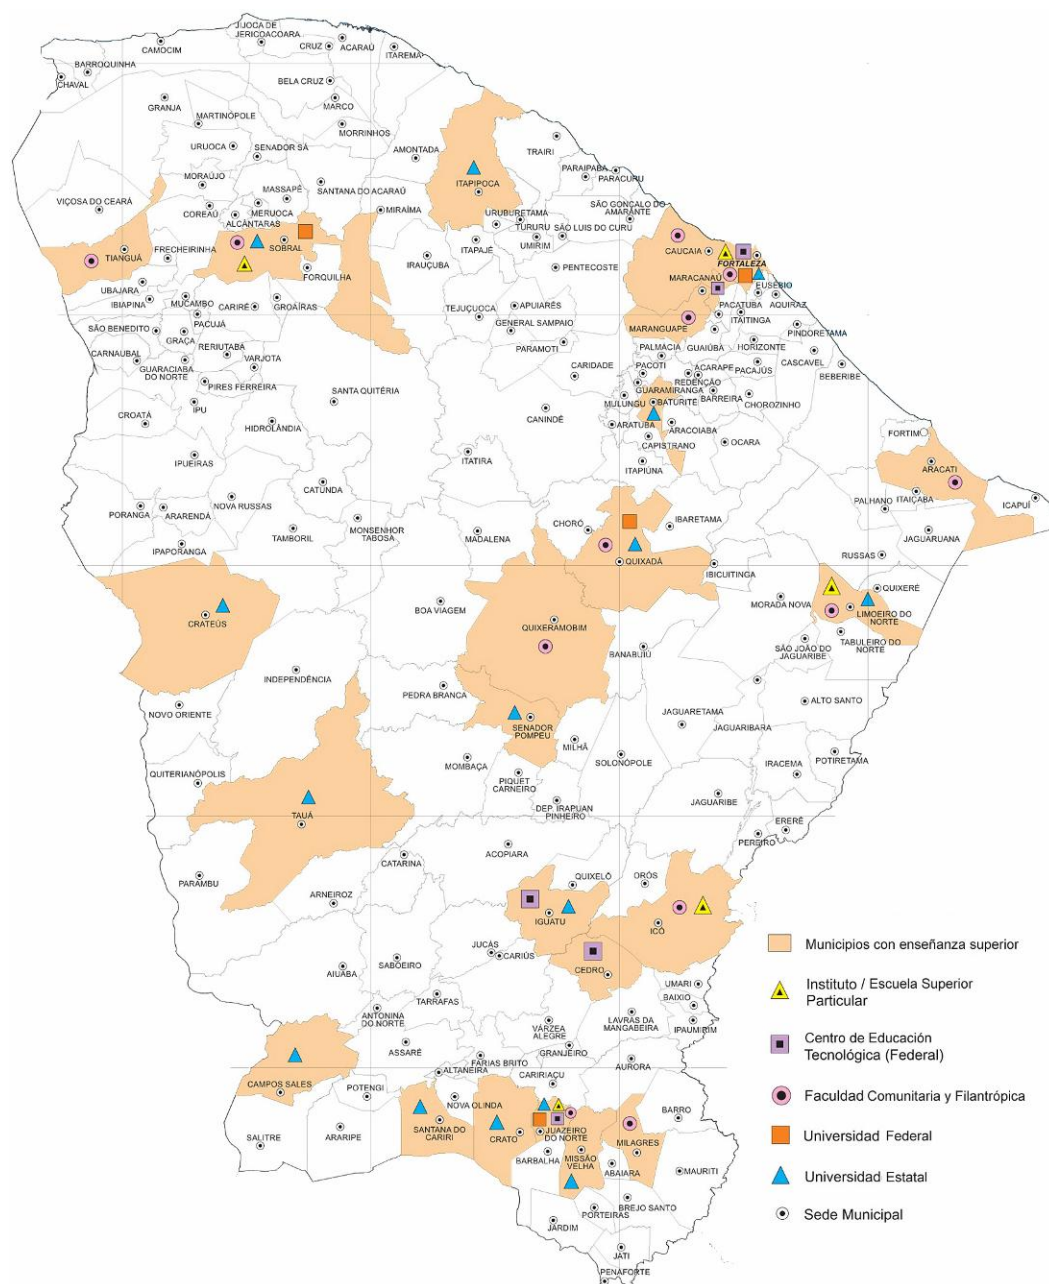 JIJOCA DE
JERICOACOARA
CAMOCIM
CRUZ
ACARAÚ
ITAREMA
BARROQUINHA
CHAVAL
BELA CRUZ
GRANJA
MARCO
MARTINÓPOLE
MORRINHOS
URUOCA
SENADOR SÁ
AMONTADA
TRAIRI
ITAPIPOCA
PARAIPABA
PARACURU
MORAÚJO
MASSAPÊ
SANTANA DO ACARAÚ
VIÇOSA DO CEARÁ
COREAÚ
MERUOCA
ALCÂNTARAS
MIRAÍMA
URUBURETAMA
TURURU
SÃO GONÇALO DO
AMARANTE
SÃO LUIS DO CURU
UMIRIM
TIANGUÁ
FRECHEIRINHA
SOBRAL
FORQUILHA
ITAPAJÉ
IRAUÇUBA
PENTECOSTE
CAUCAIA
FORTALEZA
MARACANAÚ
EUSÉBIO
UBAJARA
IBIAPINA
MUCAMBO
CARIRÉ
GROAÍRAS
PACUJÁ
TEJUÇUOCA
APUIARÉS
GENERAL SAMPAIO
PACATUBA
AQUIRAZ
ITAITINGA
MARANGUAPE
PINDORETAMA
SÃO BENEDITO
GRAÇA
RERIUTABA
VARJOTA
CARNAUBAL
GUARACIABA
DO NORTE
PIRES FERREIRA
PARAMOTI
PALMÁCIA
GUAIÚBA
HORIZONTE
CASCAVEL
BEBERIBE
CARIDADE
PACOTI
ACARAPE
PACAJÚS
REDENÇÃO
GUARAMIRANGA
BARREIRA
CHOROZINHO
MULUNGU
BATURITÉ
SANTA QUITÉRIA
CANINDÉ
CROATÁ
IPU
HIDROLÂNDIA
ARATUBA
ARACOIABA
CAPISTRANO
OCARA
ITAPIÚNA
FORTIM
ARACATI
IPUEIRAS
ITATIRA
CATUNDA
ITAIÇABA
PALHANO
ICAPUÍ
PORANGA
ARARENDÁ
NOVA RUSSAS
TAMBORIL
MONSENHOR
TABOSA
MADALENA
CHORÓ
IBARETAMA
QUIXADÁ
JAGUARUANA
IPAPORANGA
RUSSAS
IBICUITINGA
QUIXERÉ
CRATEÚS
BOA VIAGEM
QUIXERAMOBIM
MORADA NOVA
LIMOEIRO DO
NORTE
TABULEIRO DO
NORTE
SÃO JOÃO DO
JAGUARIBE
BANABUIÚ
INDEPENDÊNCIA
PEDRA BRANCA
NOVO ORIENTE
SENADOR
POMPEU
JAGUARETAMA
JAGUARIBARA
ALTO SANTO
MILHÃ
SOLONÓPOLE
MOMBAÇA
PIQUET
CARNEIRO
IRACEMA
POTIRETAMA
QUITERIANÓPOLIS
DEP. IRAPUAN
PINHEIRO
JAGUARIBE
TAUÁ
ERERÊ
PEREIRO
ACOPIARA
CATARINA
PARAMBU
ARNEIROZ
QUIXELÔ
ORÓS
IGUATU
ICÓ
JUCÁS
CARIÚS
CEDRO
AIUABA
SABOEIRO
UMARI
BAIXIO
IPAUMIRIM
TARRAFAS
ANTONINA
DO NORTE
VÁRZEA
ALEGRE
LAVRAS DA
MANGABEIRA
ASSARÉ
FARIAS BRITO
GRANJEIRO
AURORA
ALTANEIRA
CARIRIAÇU
CAMPOS SALES
POTENGI
NOVA OLINDA
BARRO
SANTANA DO
CARIRI
CRATO
JUAZEIRO
DO NORTE
MILAGRES
SALITRE
ARARIPE
BARBALHA
MISSÃO
VELHA
ABAIARA
MAURITI
BREJO SANTO
PORTEIRAS
JARDIM
JATI
PENAFORTE
Municipios con enseñanza superior
Instituto / Escuela Superior
Particular
Centro de Educación
Tecnológica (Federal)
Faculdad Comunitaria y Filantrópica
Universidad Federal
Universidad Estatal
Sede Municipal